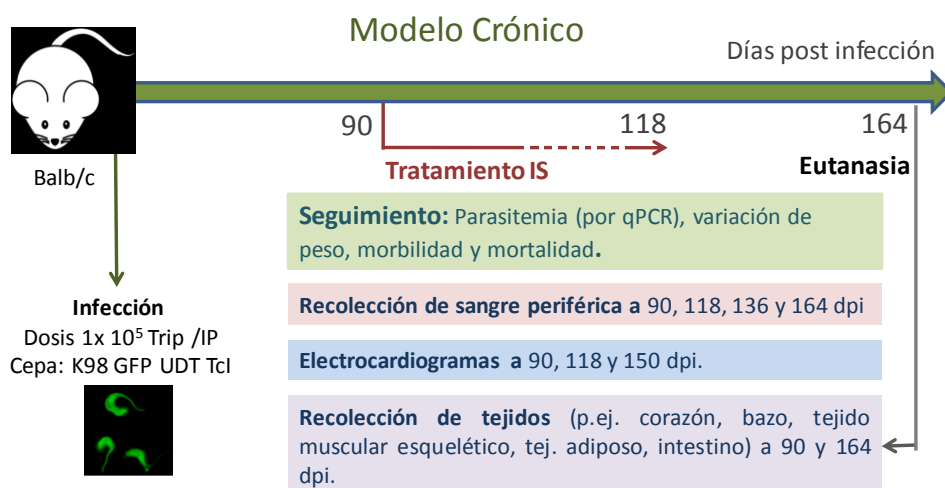 Modelo Crónico
Días post infección
90
118
164
Tratamiento IS
Eutanasia
Balb/c
Seguimiento: Parasitemia (por qPCR), variación de
peso, morbilidad y mortalidad.
Infección
Dosis 1x 10⁵ Trip /IP
Cepa: K98 GFP UDT TcI
Recolección de sangre periférica a 90, 118, 136 y 164 dpi
Electrocardiogramas a 90, 118 y 150 dpi.
Recolección de tejidos (p.ej. corazón, bazo, tejido
muscular esquelético, tej. adiposo, intestino) a 90 y 164
dpi.